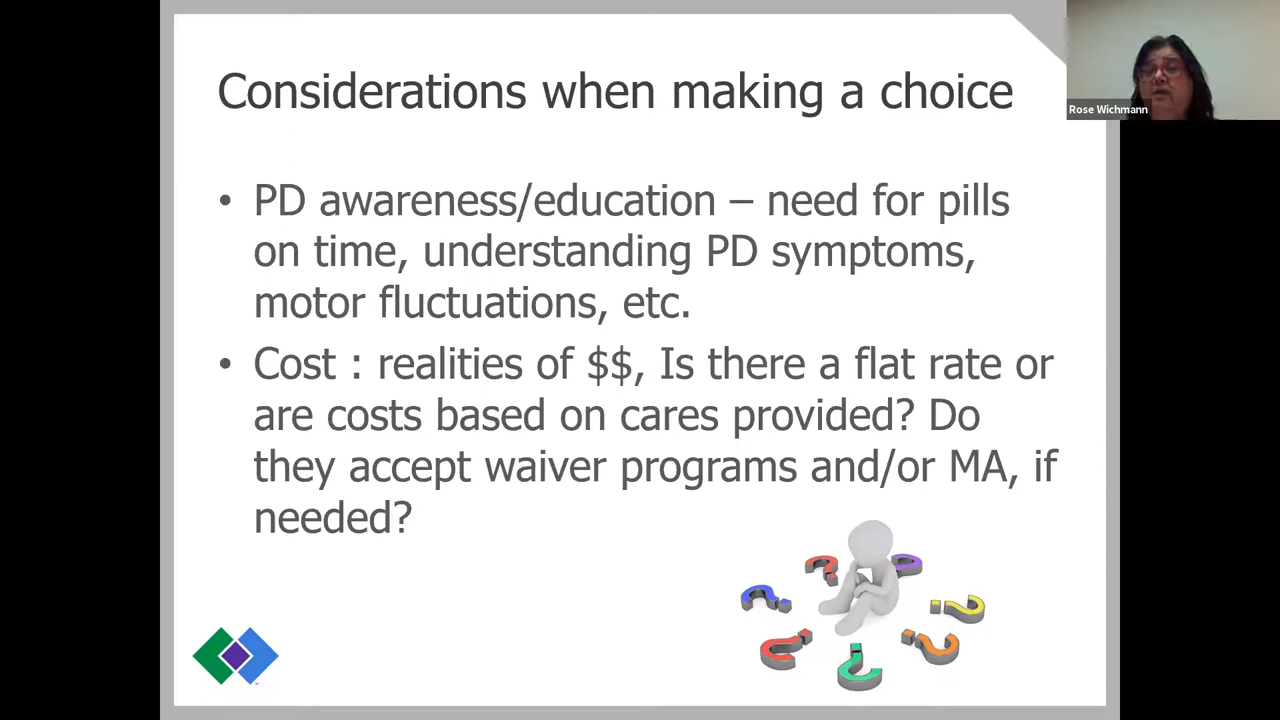 Considerations when making a choice
Rose Wichmann
• PD awareness/education – need for pills
on time, understanding PD symptoms,
motor fluctuations, etc.
• Cost : realities of $$, Is there a flat rate or
are costs based on cares provided? Do
they accept waiver programs and/or MA, if
needed?